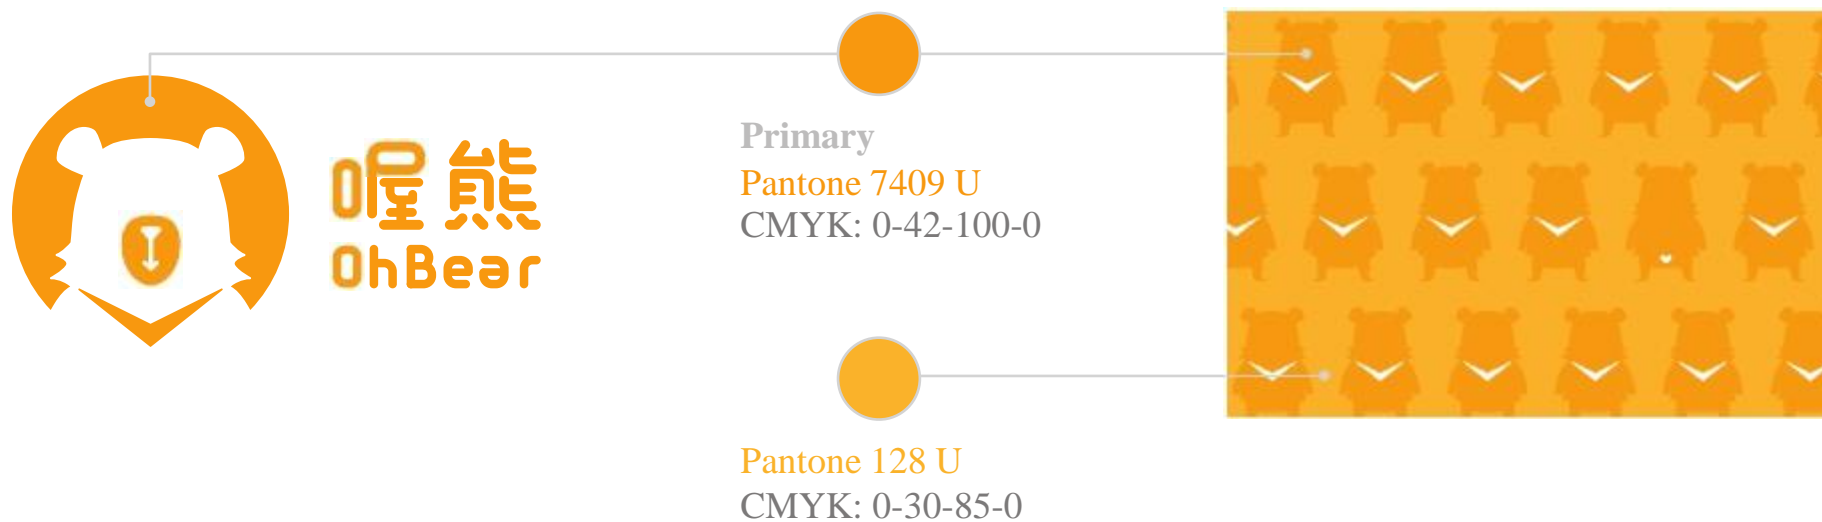 喔熊
OhBear
Primary
Pantone 7409 U
CMYK: 0-42-100-0
Pantone 128 U
CMYK: 0-30-85-0